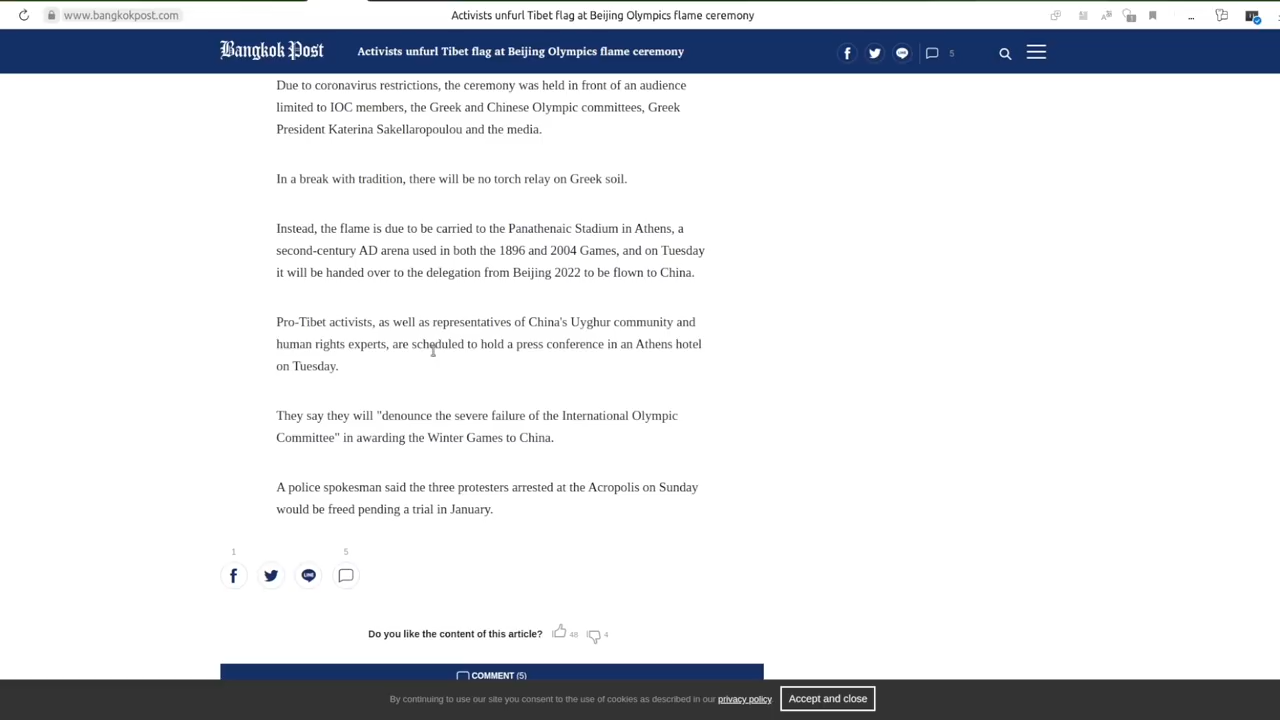 www.bangkokpost.com
Activists unfurl Tibet flag at Beijing Olympics flame ceremony
Bangkok Post
Activists unfurl Tibet flag at Beijing Olympics flame ceremony
5
Due to coronavirus restrictions, the ceremony was held in front of an audience
limited to IOC members, the Greek and Chinese Olympic committees, Greek
President Katerina Sakellaropoulou and the media.
In a break with tradition, there will be no torch relay on Greek soil.
Instead, the flame is due to be carried to the Panathenaic Stadium in Athens, a
second-century AD arena used in both the 1896 and 2004 Games, and on Tuesday
it will be handed over to the delegation from Beijing 2022 to be flown to China.
Pro-Tibet activists, as well as representatives of China's Uyghur community and
human rights experts, are scheduled to hold a press conference in an Athens hotel
on Tuesday.
They say they will "denounce the severe failure of the International Olympic
Committee" in awarding the Winter Games to China.
A police spokesman said the three protesters arrested at the Acropolis on Sunday
would be freed pending a trial in January.
1 5
Do you like the content of this article? 48 4
COMMENT (5)
By continuing to use our site you consent to the use of cookies as described in our privacy policy. Accept and close